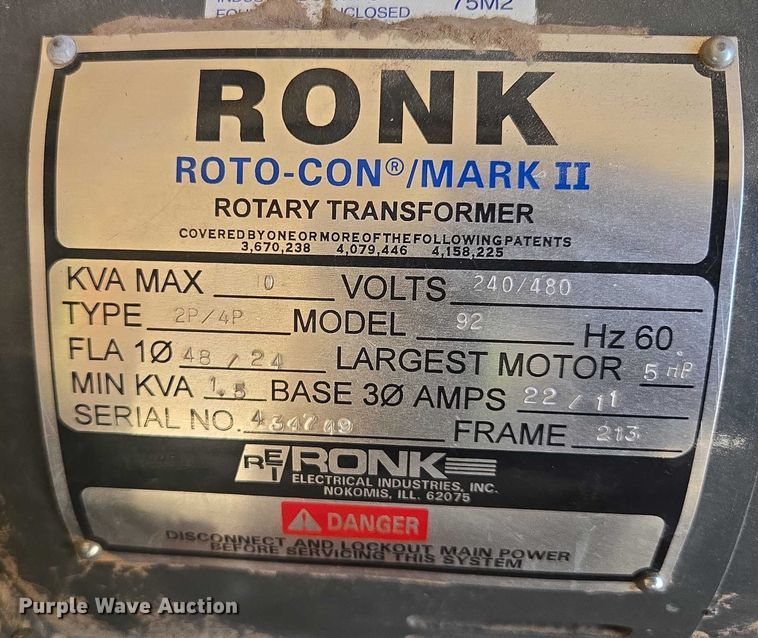 75M2
ENCLOSED
RONK
ROTO-CON®/MARK II
ROTARY TRANSFORMER
COVERED BY ONE OR MORE OF THE FOLLOWING PATENTS
3,670,238 4,079,446 4,158,225
KVA MAX 10 VOLTS 240/480
TYPE 2P/4P MODEL 92 Hz 60
FLA 1Ø 48/24 LARGEST MOTOR 5 HP
MIN KVA 1.5 BASE 3Ø AMPS 22/11
SERIAL NO. 434749 FRAME 213
REI RONK
ELECTRICAL INDUSTRIES, INC.
NOKOMIS, ILL. 62075
DANGER
DISCONNECT AND LOCKOUT MAIN POWER
BEFORE SERVICING THIS SYSTEM
Purple Wave Auction